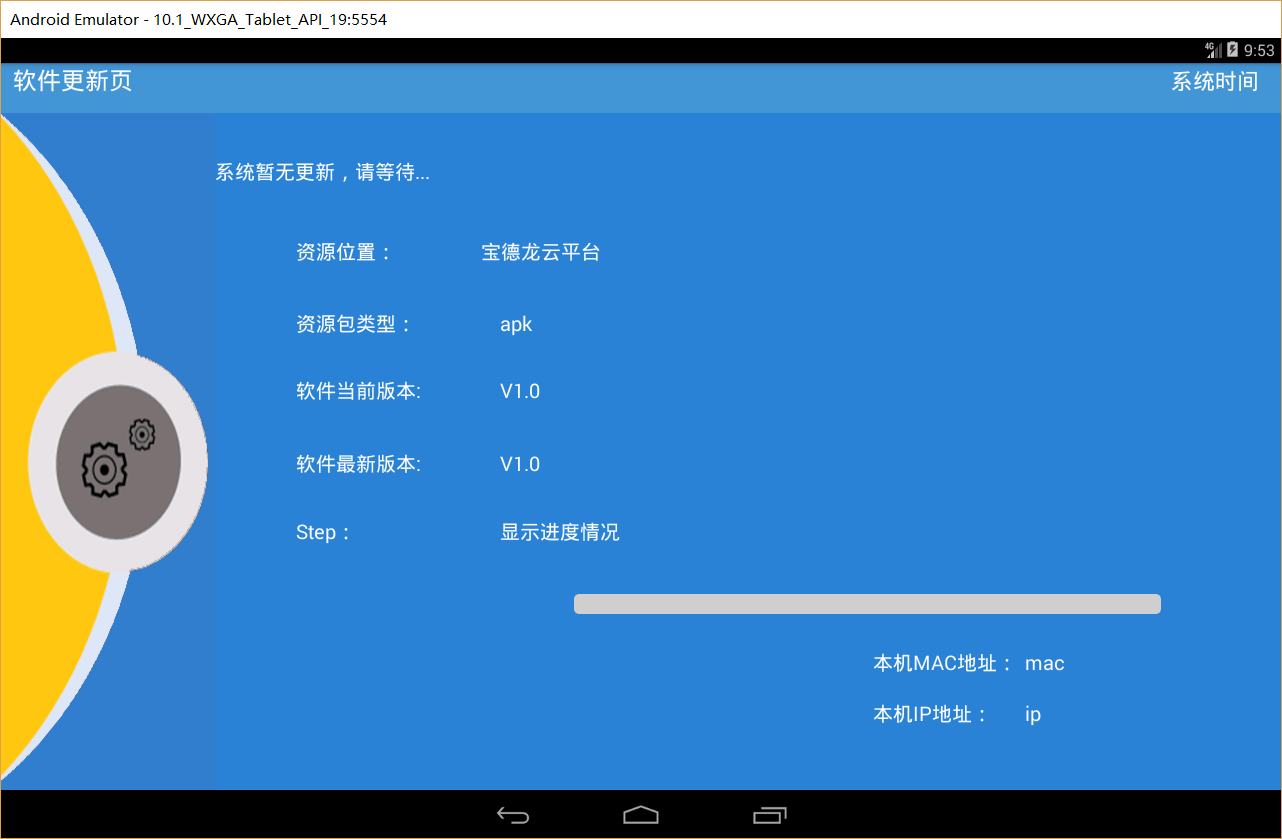 Android Emulator - 10.1_WXGA_Tablet_API_19:5554
4G 9:53
软件更新页 系统时间
系统暂无更新，请等待...
资源位置： 宝德龙云平台
资源包类型： apk
软件当前版本: V1.0
软件最新版本: V1.0
Step： 显示进度情况
本机MAC地址： mac
本机IP地址： ip